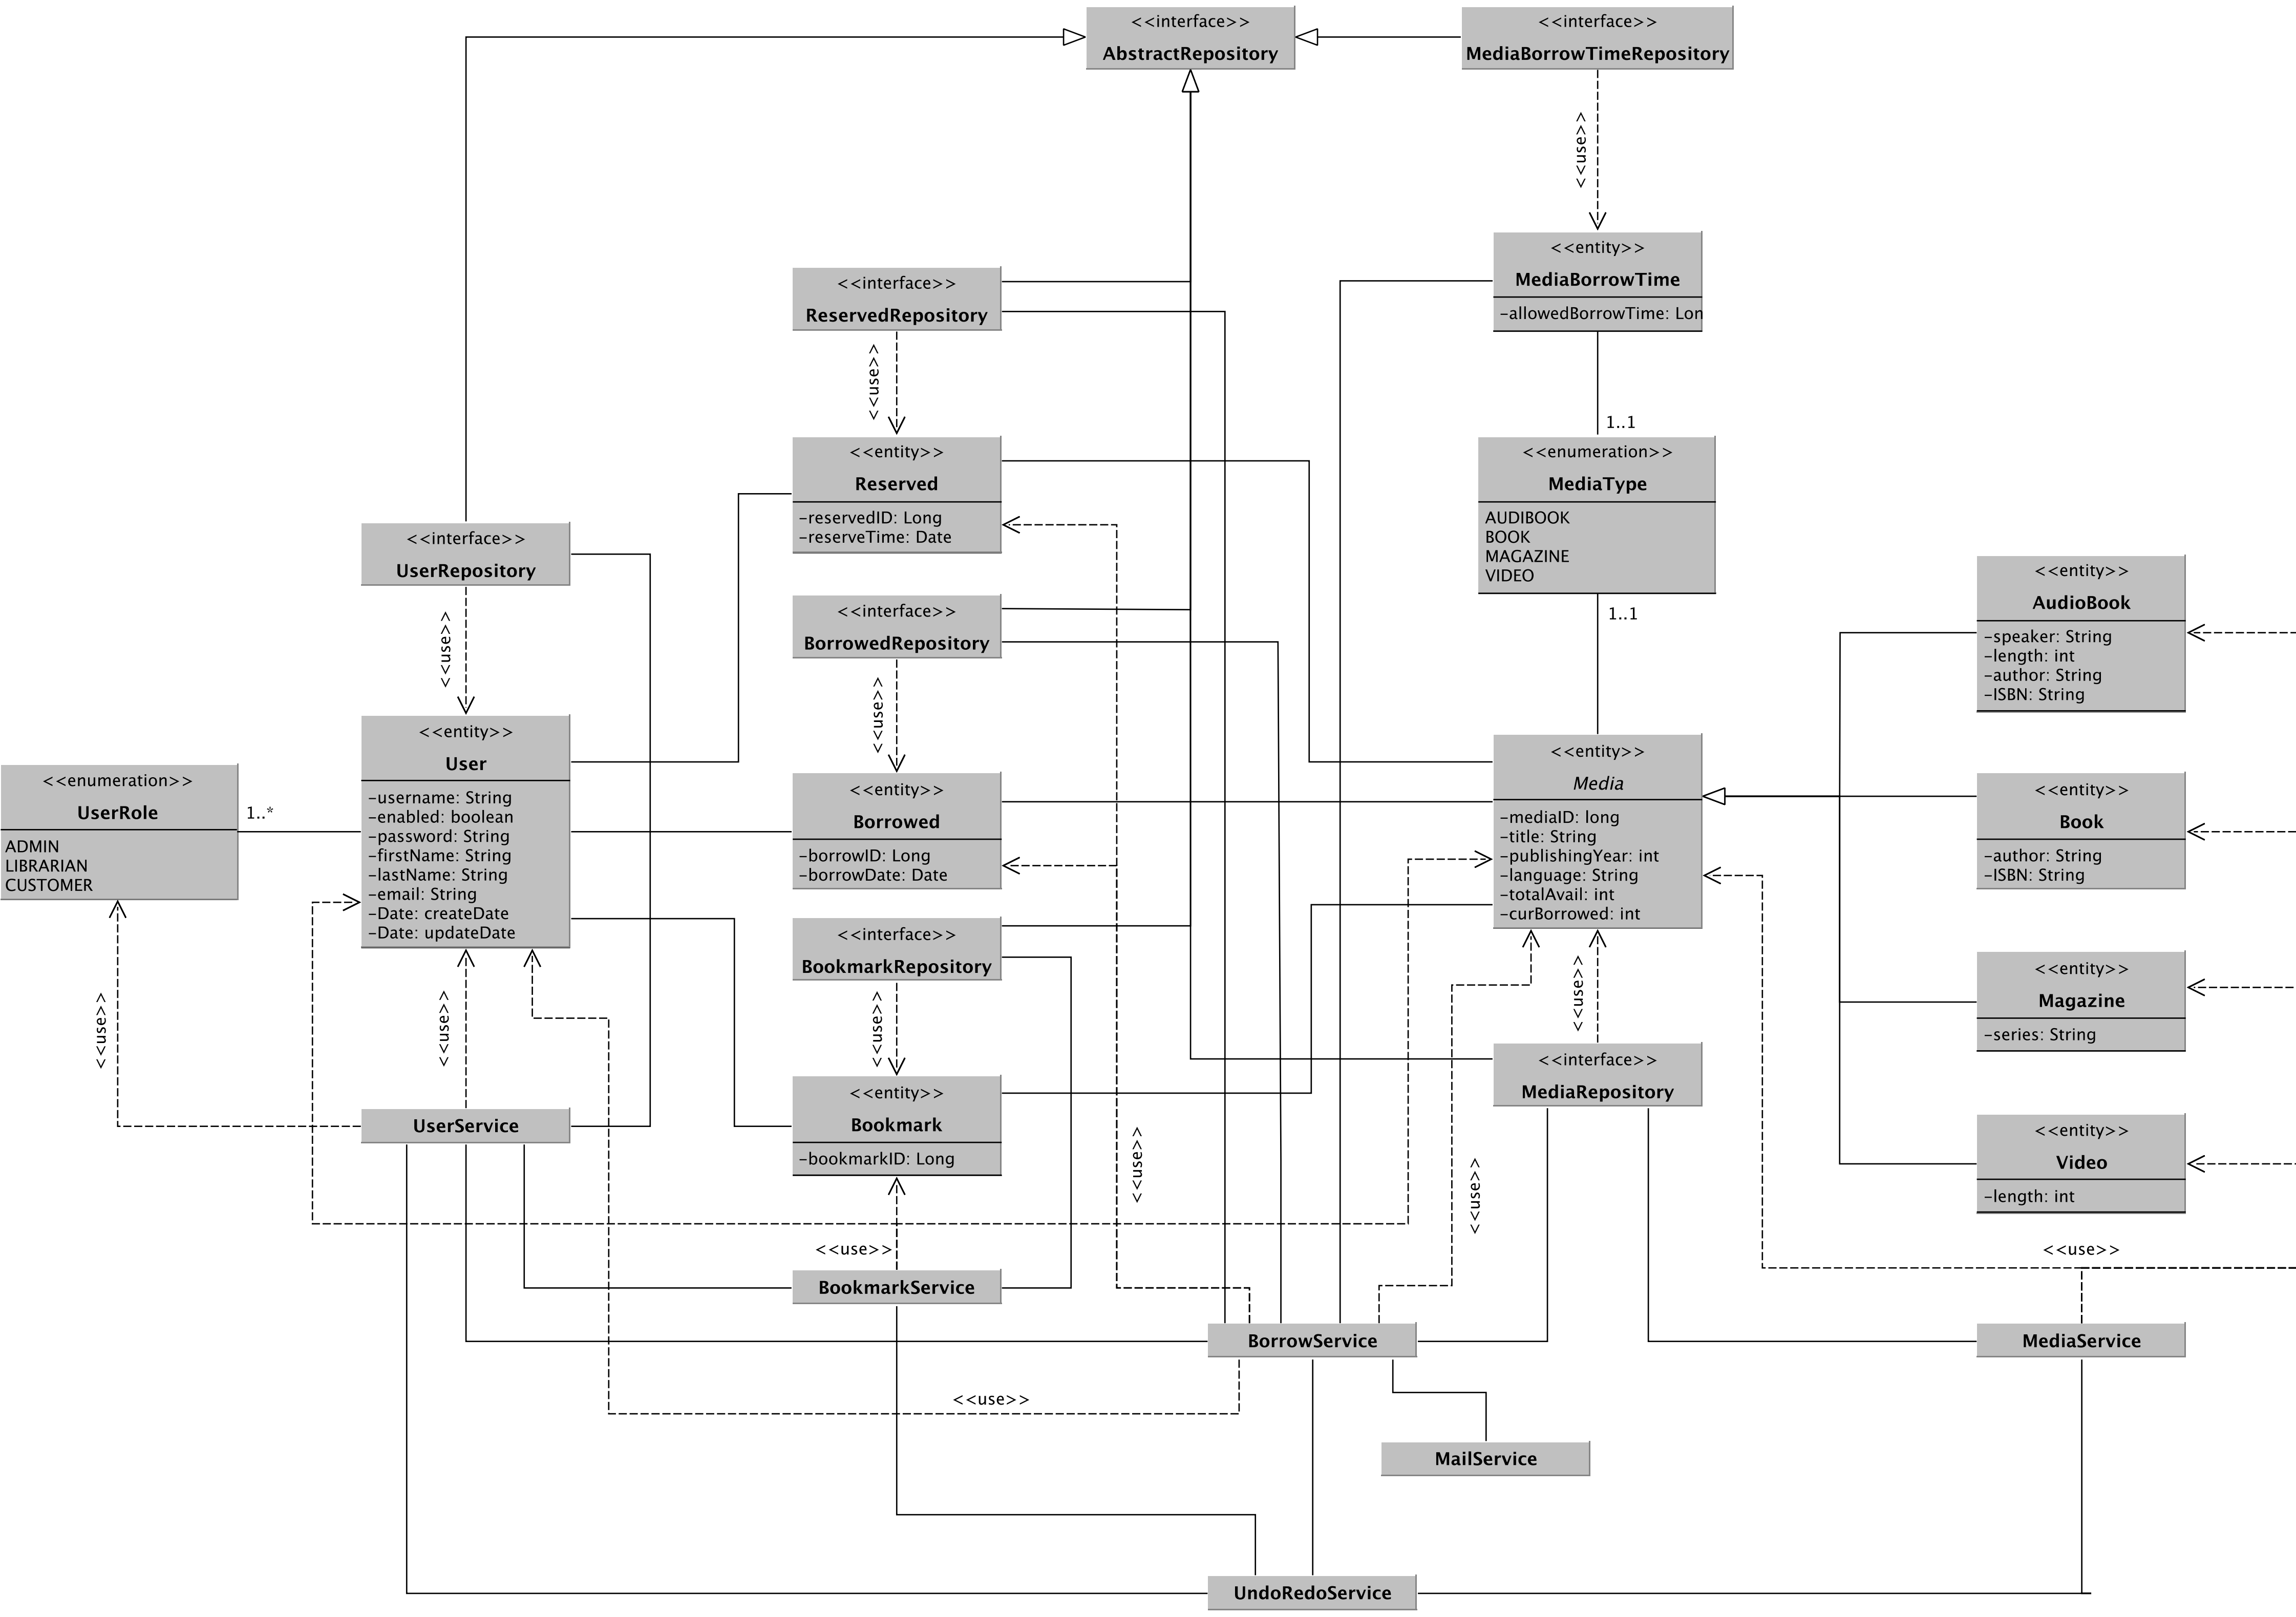 <<interface>>
AbstractRepository
<<interface>>
MediaBorrowTimeRepository
<<use>>
<<entity>>
MediaBorrowTime
-allowedBorrowTime: Lon
<<interface>>
ReservedRepository
<<use>>
1..1
<<entity>>
Reserved
-reservedID: Long
-reserveTime: Date
<<enumeration>>
MediaType
AUDIBOOK
BOOK
MAGAZINE
VIDEO
1..1
<<interface>>
UserRepository
<<use>>
<<interface>>
BorrowedRepository
<<use>>
<<entity>>
AudioBook
-speaker: String
-length: int
-author: String
-ISBN: String
<<entity>>
User
-username: String
-enabled: boolean
-password: String
-firstName: String
-lastName: String
-email: String
-Date: createDate
-Date: updateDate
<<enumeration>>
UserRole
ADMIN
LIBRARIAN
CUSTOMER
1..*
<<entity>>
Borrowed
-borrowID: Long
-borrowDate: Date
<<entity>>
Media
-mediaID: long
-title: String
-publishingYear: int
-language: String
-totalAvail: int
-curBorrowed: int
<<entity>>
Book
-author: String
-ISBN: String
<<interface>>
BookmarkRepository
<<use>>
<<use>>
<<use>>
<<use>>
<<entity>>
Magazine
-series: String
<<interface>>
MediaRepository
<<entity>>
Bookmark
-bookmarkID: Long
UserService
<<entity>>
Video
-length: int
<<use>>
<<use>>
<<use>>
<<use>>
BookmarkService
BorrowService
MediaService
<<use>>
MailService
UndoRedoService